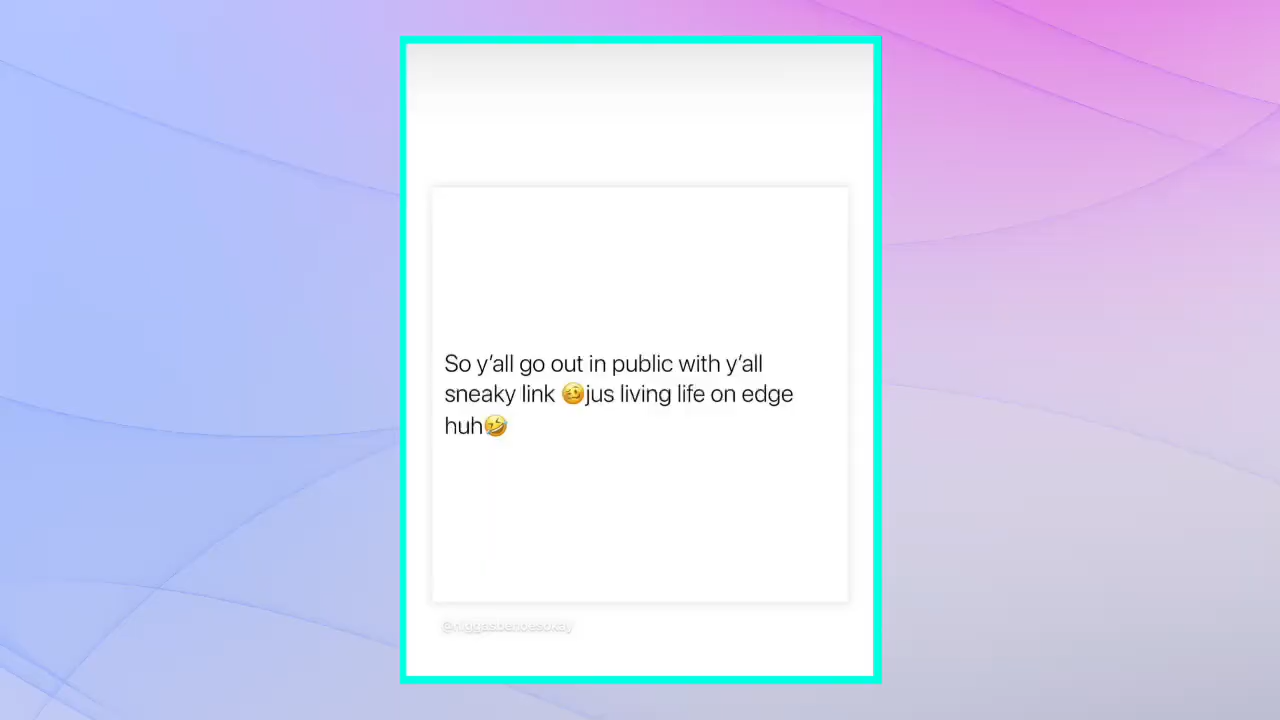 So y’all go out in public with y’all
sneaky link 🥴jus living life on edge
huh🤣